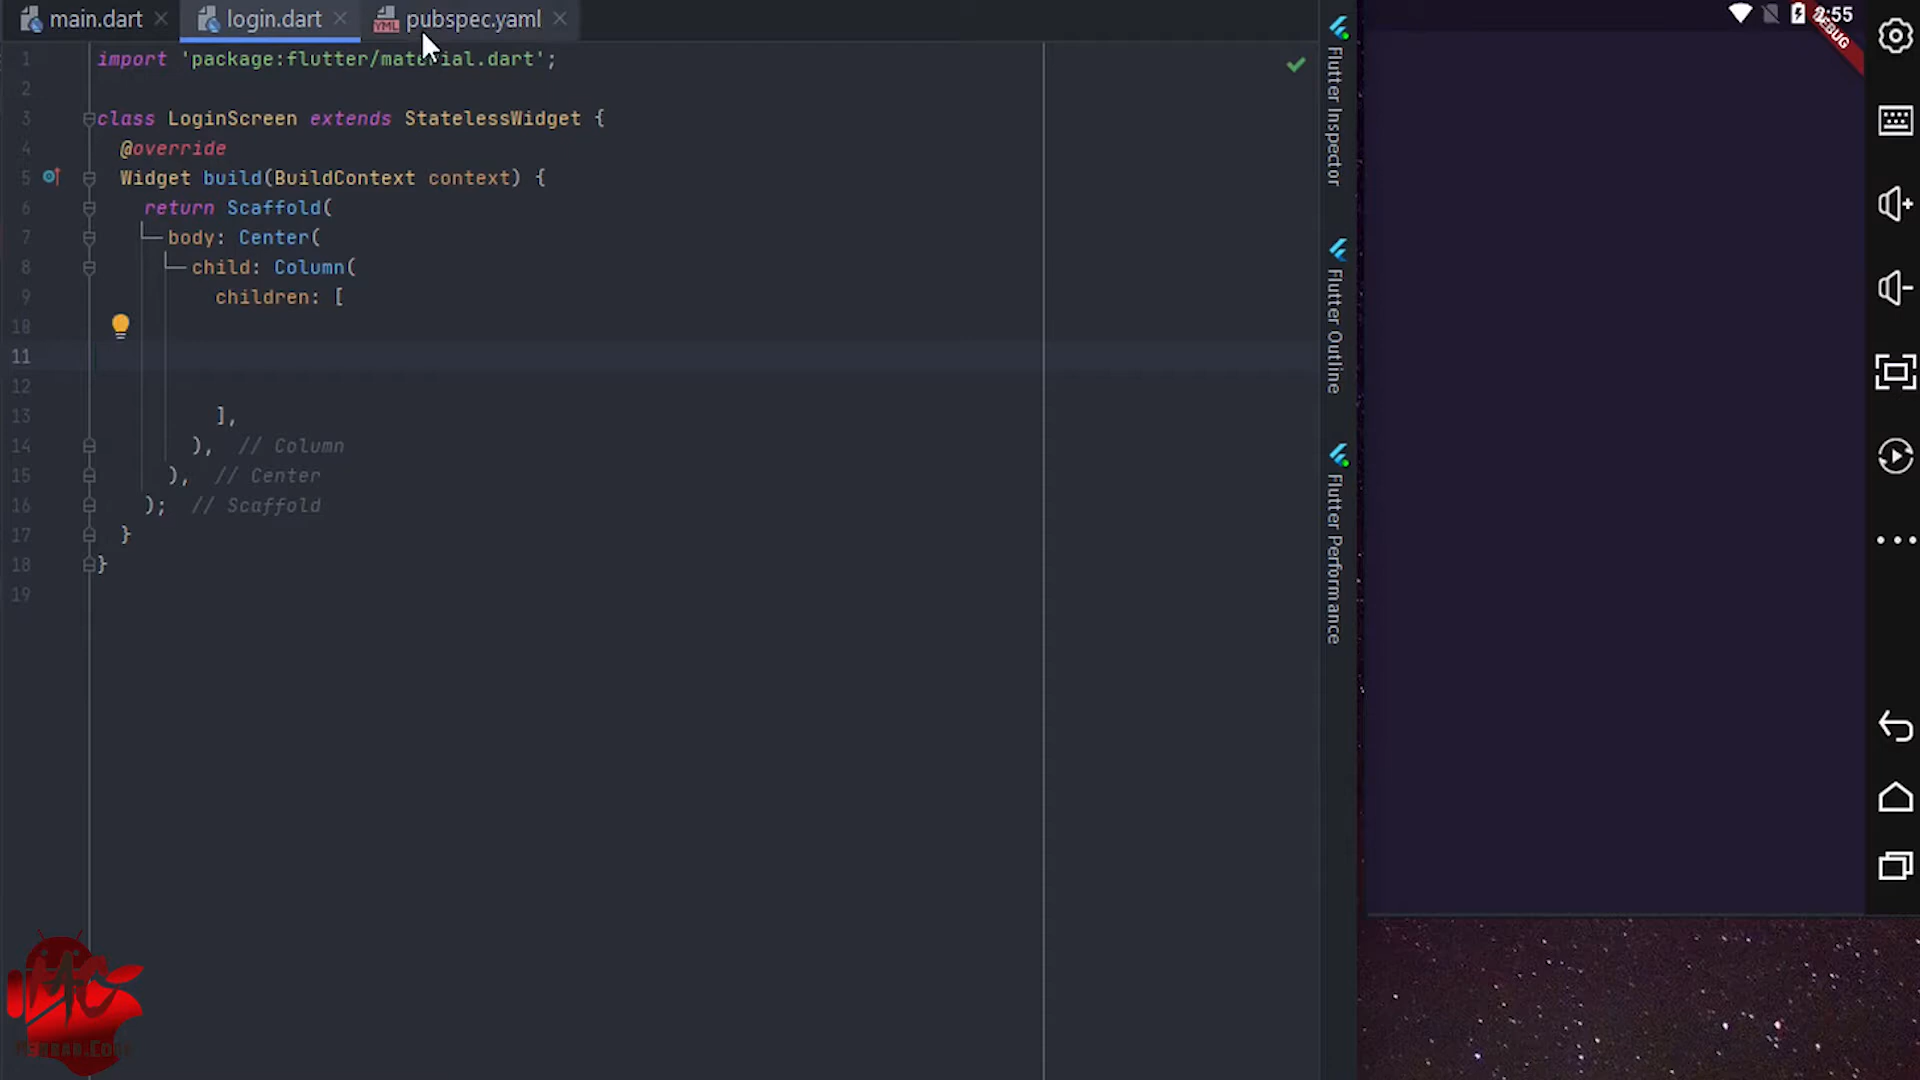 main.dart
login.dart
pubspec.yaml
1 import 'package:flutter/material.dart';
2
3 class LoginScreen extends StatelessWidget {
4 @override
5 Widget build(BuildContext context) {
6 return Scaffold(
7 body: Center(
8 child: Column(
9 children: [
10
11
12
13 ],
14 ), // Column
15 ), // Center
16 ); // Scaffold
17 }
18 }
19
Flutter Inspector
Flutter Outline
Flutter Performance
DEBUG